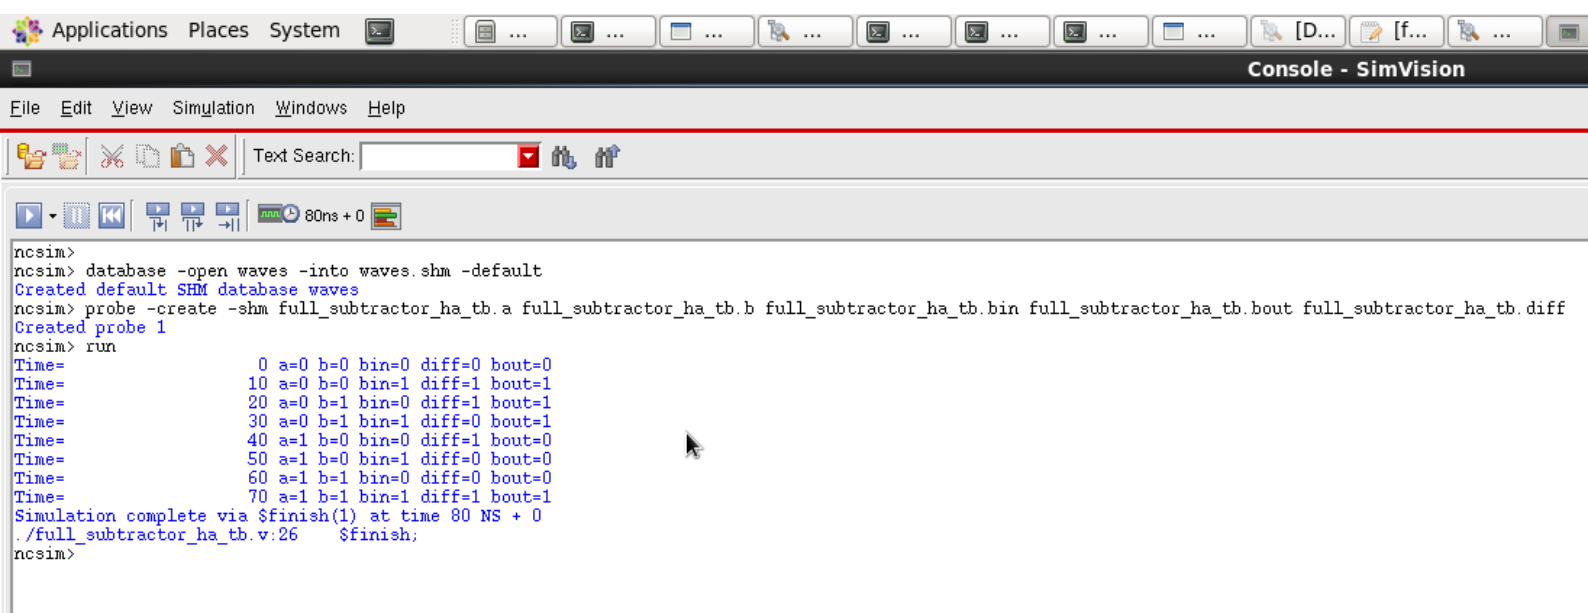 Applications Places System ... ... ... ... ... ... ... ... [D... [f... ...
Console - SimVision
File Edit View Simulation Windows Help
Text Search:
80ns + 0
ncsim>
ncsim> database -open waves -into waves.shm -default
Created default SHM database waves
ncsim> probe -create -shm full_subtractor_ha_tb.a full_subtractor_ha_tb.b full_subtractor_ha_tb.bin full_subtractor_ha_tb.bout full_subtractor_ha_tb.diff
Created probe 1
ncsim> run
Time=                   0 a=0 b=0 bin=0 diff=0 bout=0
Time=                  10 a=0 b=0 bin=1 diff=1 bout=1
Time=                  20 a=0 b=1 bin=0 diff=1 bout=1
Time=                  30 a=0 b=1 bin=1 diff=0 bout=1
Time=                  40 a=1 b=0 bin=0 diff=1 bout=0
Time=                  50 a=1 b=0 bin=1 diff=0 bout=0
Time=                  60 a=1 b=1 bin=0 diff=0 bout=0
Time=                  70 a=1 b=1 bin=1 diff=1 bout=1
Simulation complete via $finish(1) at time 80 NS + 0
./full_subtractor_ha_tb.v:26    $finish;
ncsim>